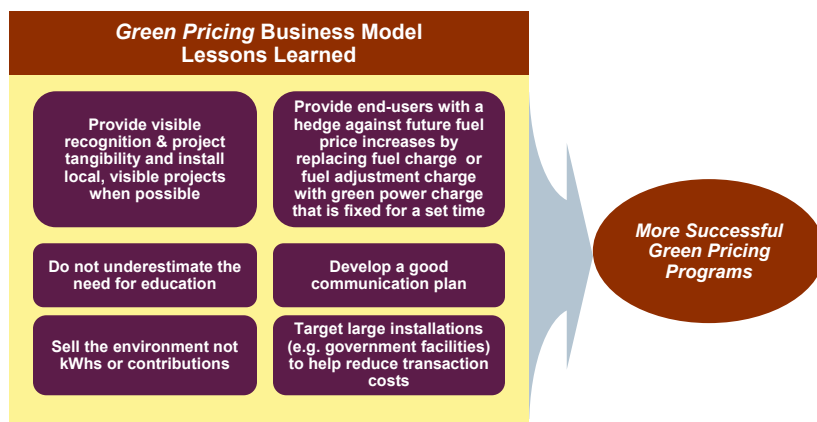 Green Pricing Business Model
Lessons Learned
Provide visible
recognition & project
tangibility and install
local, visible projects
when possible
Provide end-users with a
hedge against future fuel
price increases by
replacing fuel charge or
fuel adjustment charge
with green power charge
that is fixed for a set time
Do not underestimate the
need for education
Develop a good
communication plan
Sell the environment not
kWhs or contributions
Target large installations
(e.g. government facilities)
to help reduce transaction
costs
More Successful
Green Pricing
Programs